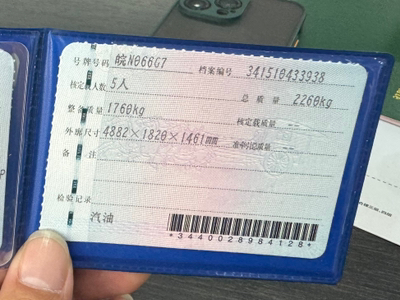 号牌号码 皖N066G7 档案编号 341510433938
核定载人数 5人 总质量 2260kg
整备质量 1760kg 核定载质量 --
外廓尺寸 4882×1820×1461mm 准牵引总质量 --
备注
检验记录
汽油
*3440028984128*